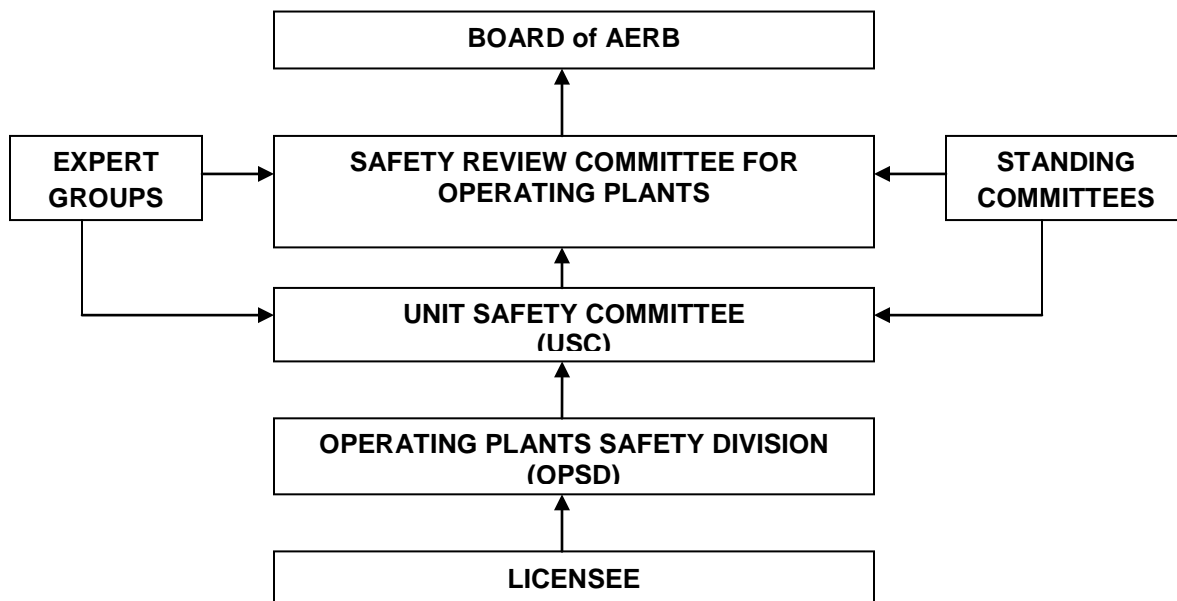 BOARD of AERB
EXPERT
GROUPS
SAFETY REVIEW COMMITTEE FOR
OPERATING PLANTS
STANDING
COMMITTEES
UNIT SAFETY COMMITTEE
(USC)
OPERATING PLANTS SAFETY DIVISION
(OPSD)
LICENSEE